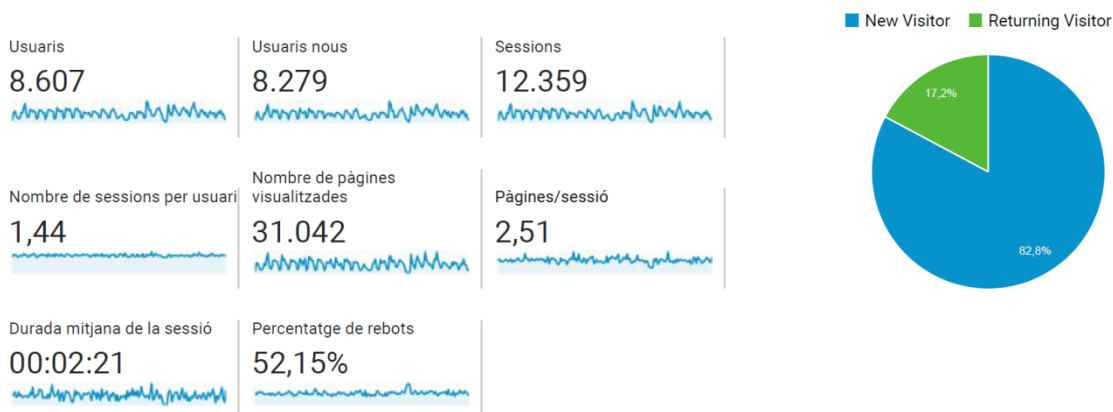 New Visitor
Returning Visitor
Usuaris
8.607
Usuaris nous
8.279
Sessions
12.359
17,2%
82,8%
Nombre de sessions per usuari
1,44
Nombre de pàgines
visualitzades
31.042
Pàgines/sessió
2,51
Durada mitjana de la sessió
00:02:21
Percentatge de rebots
52,15%